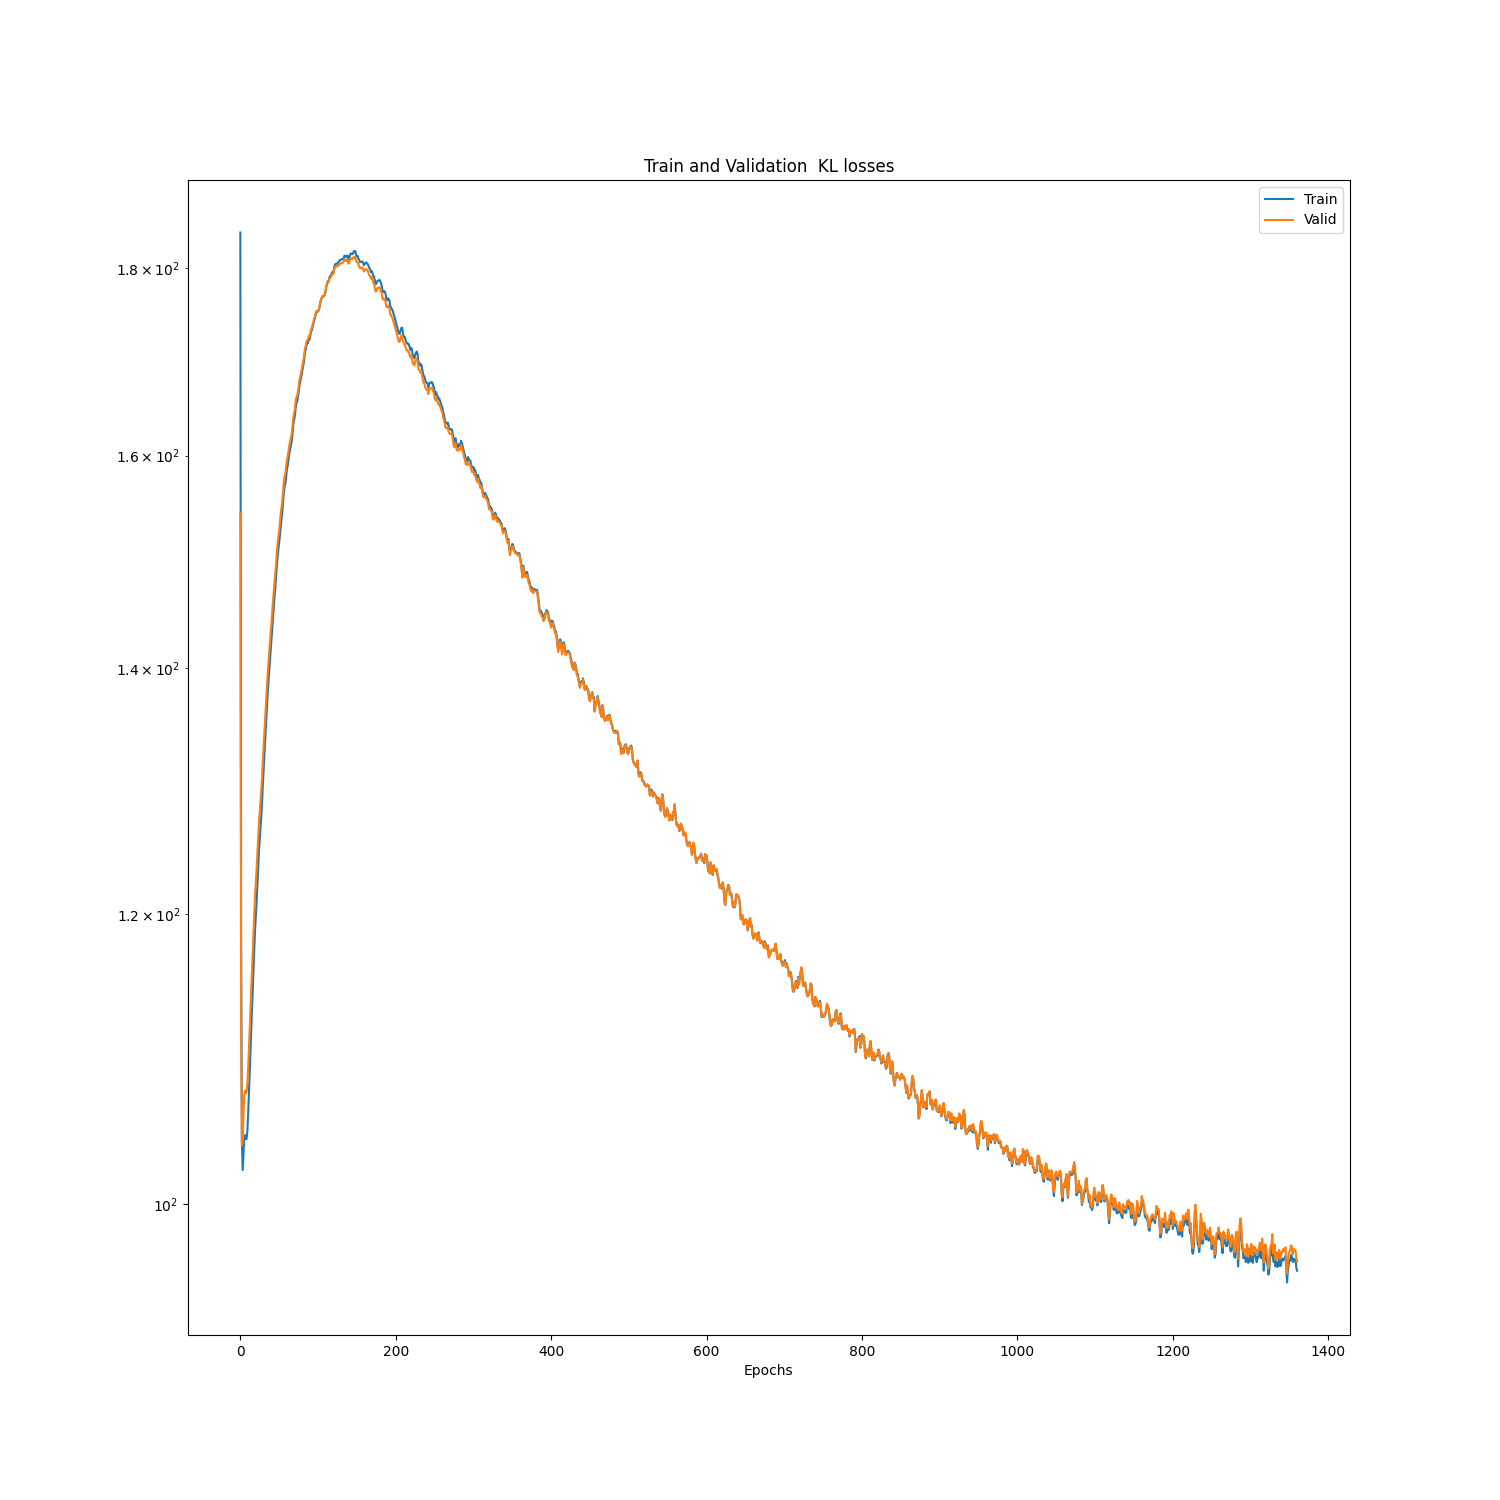 Train and Validation  KL losses
Train
Valid
1.8 × 10²
1.6 × 10²
1.4 × 10²
1.2 × 10²
10²
0 200 400 600 800 1000 1200 1400
Epochs